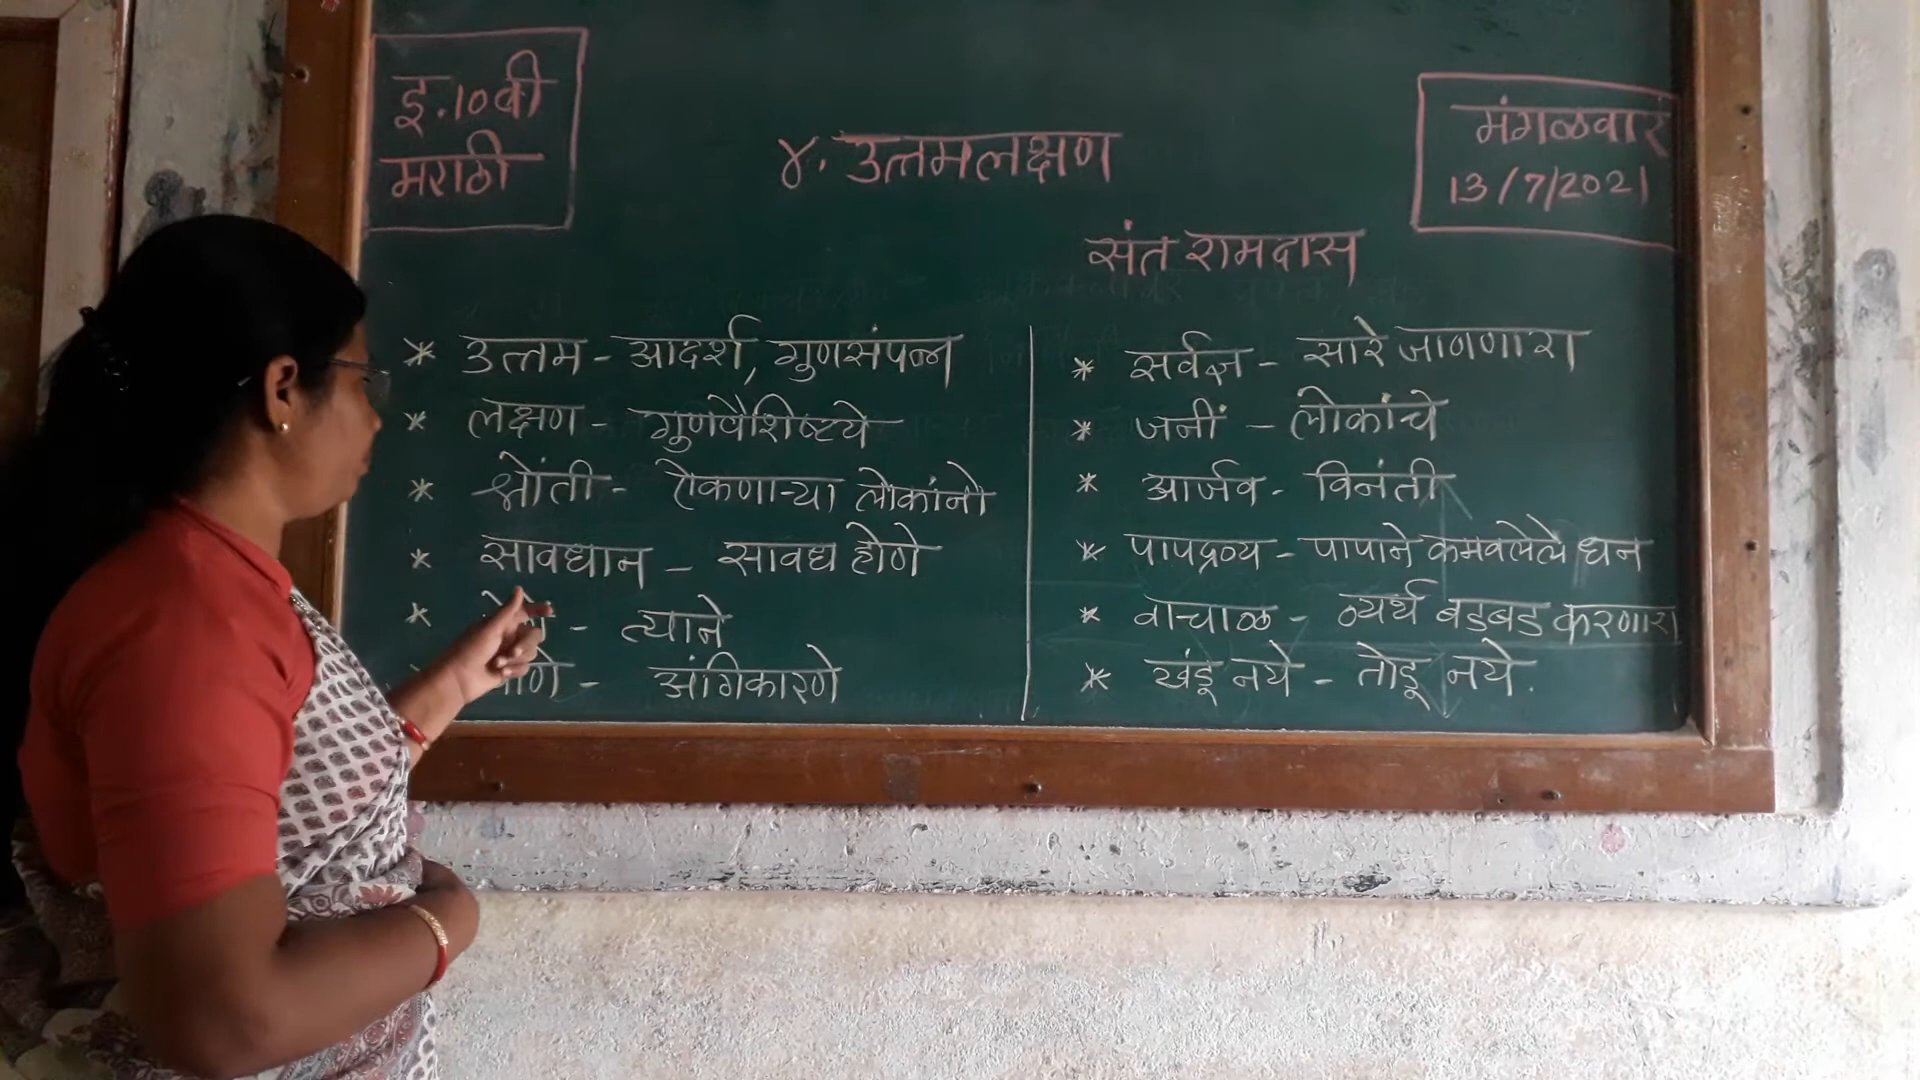 इ.10वी
मराठी
४. उत्तमलक्षण
मंगळवार
13/7/2021
संत रामदास
* उत्तम - आदर्श, गुणसंपन्न
* लक्षण - गुणवैशिष्ट्ये
* श्रोंती - ऐकणाऱ्या लोकांनो
* सावधान - सावध होणे
* - त्याने
- अंगिकारणे
* सर्वज्ञ - सारे जाणणारा
* जनीं - लोकांचे
* आर्जव - विनंती
* पापद्रव्य - पापाने कमवलेले धन
* वाचाळ - व्यर्थ बडबड करणारा
* खंडू नये - तोडू नये.